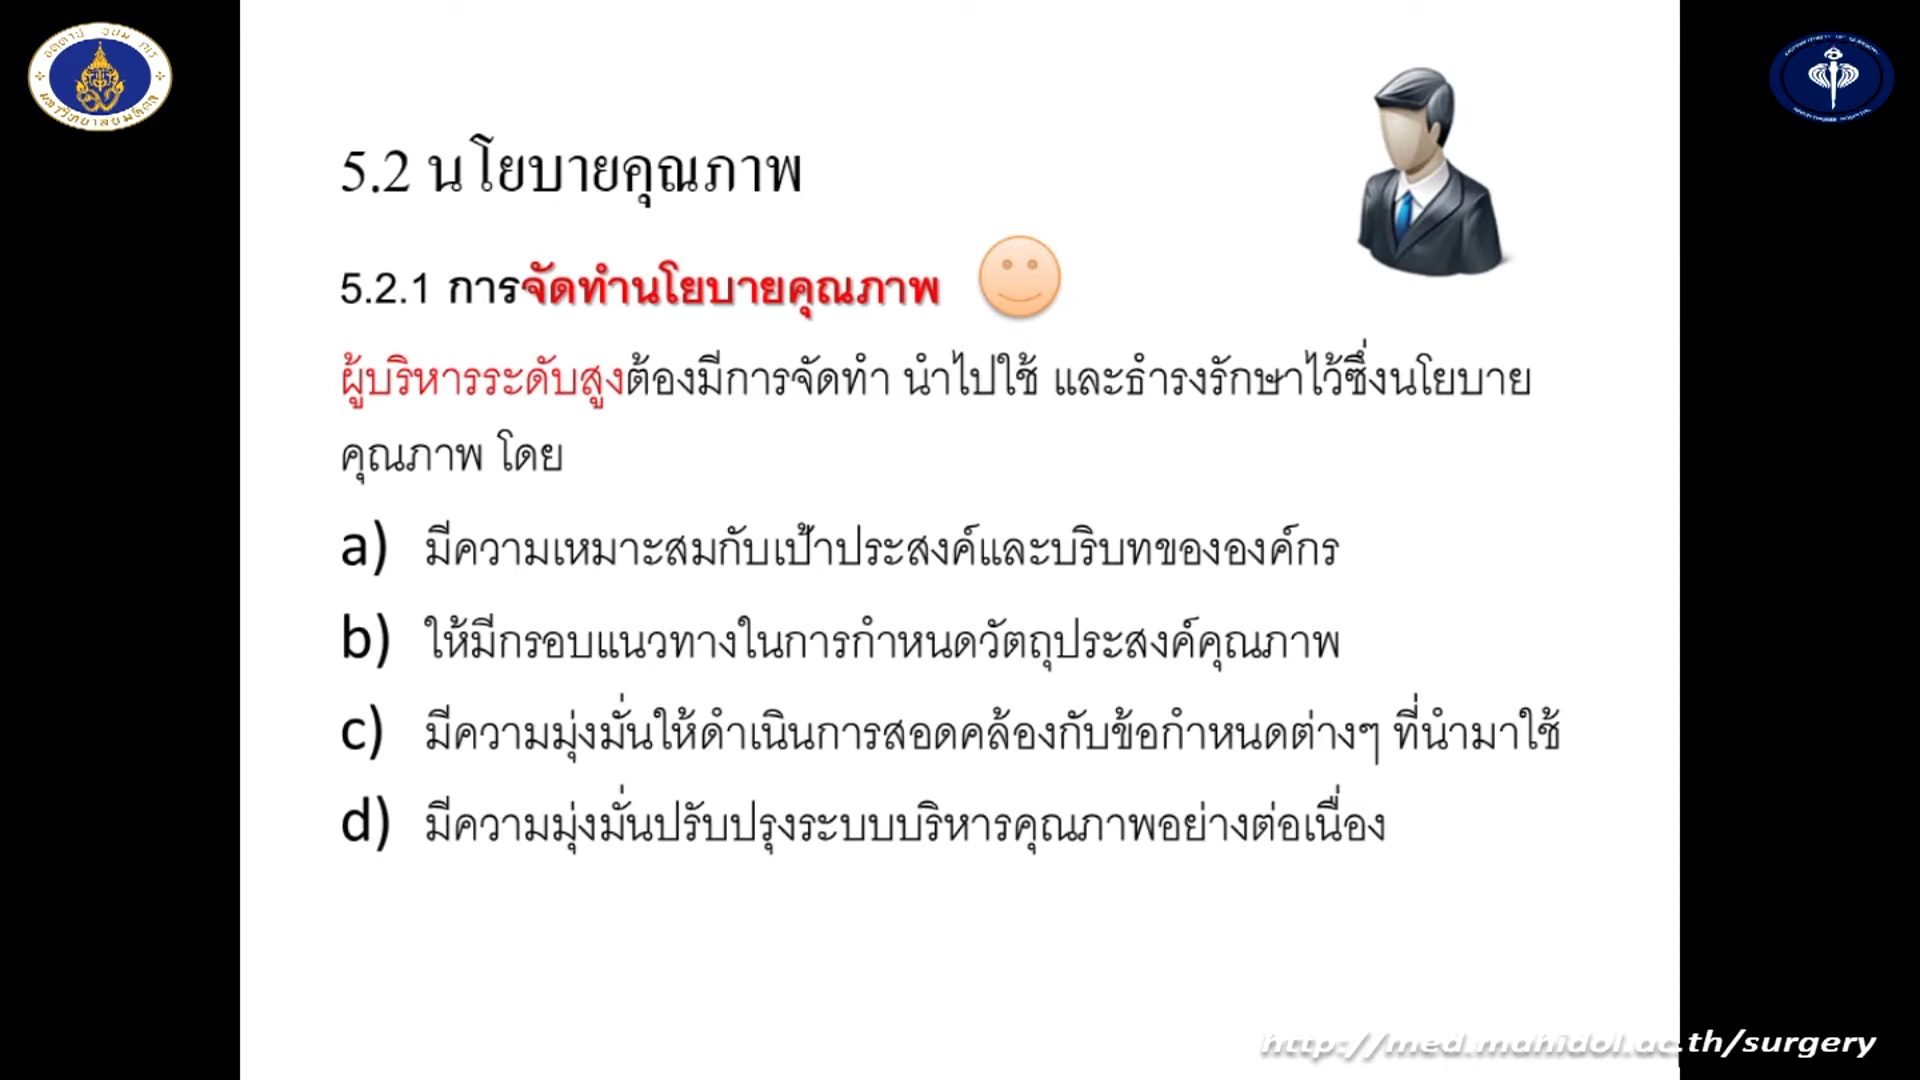 5.2 นโยบายคุณภาพ
5.2.1 การจัดทำนโยบายคุณภาพ
ผู้บริหารระดับสูงต้องมีการจัดทำ นำไปใช้ และธำรงรักษาไว้ซึ่งนโยบาย
คุณภาพ โดย
a) มีความเหมาะสมกับเป้าประสงค์และบริบทขององค์กร
b) ให้มีกรอบแนวทางในการกำหนดวัตถุประสงค์คุณภาพ
c) มีความมุ่งมั่นให้ดำเนินการสอดคล้องกับข้อกำหนดต่างๆ ที่นำมาใช้
d) มีความมุ่งมั่นปรับปรุงระบบบริหารคุณภาพอย่างต่อเนื่อง
http://med.mahidol.ac.th/surgery